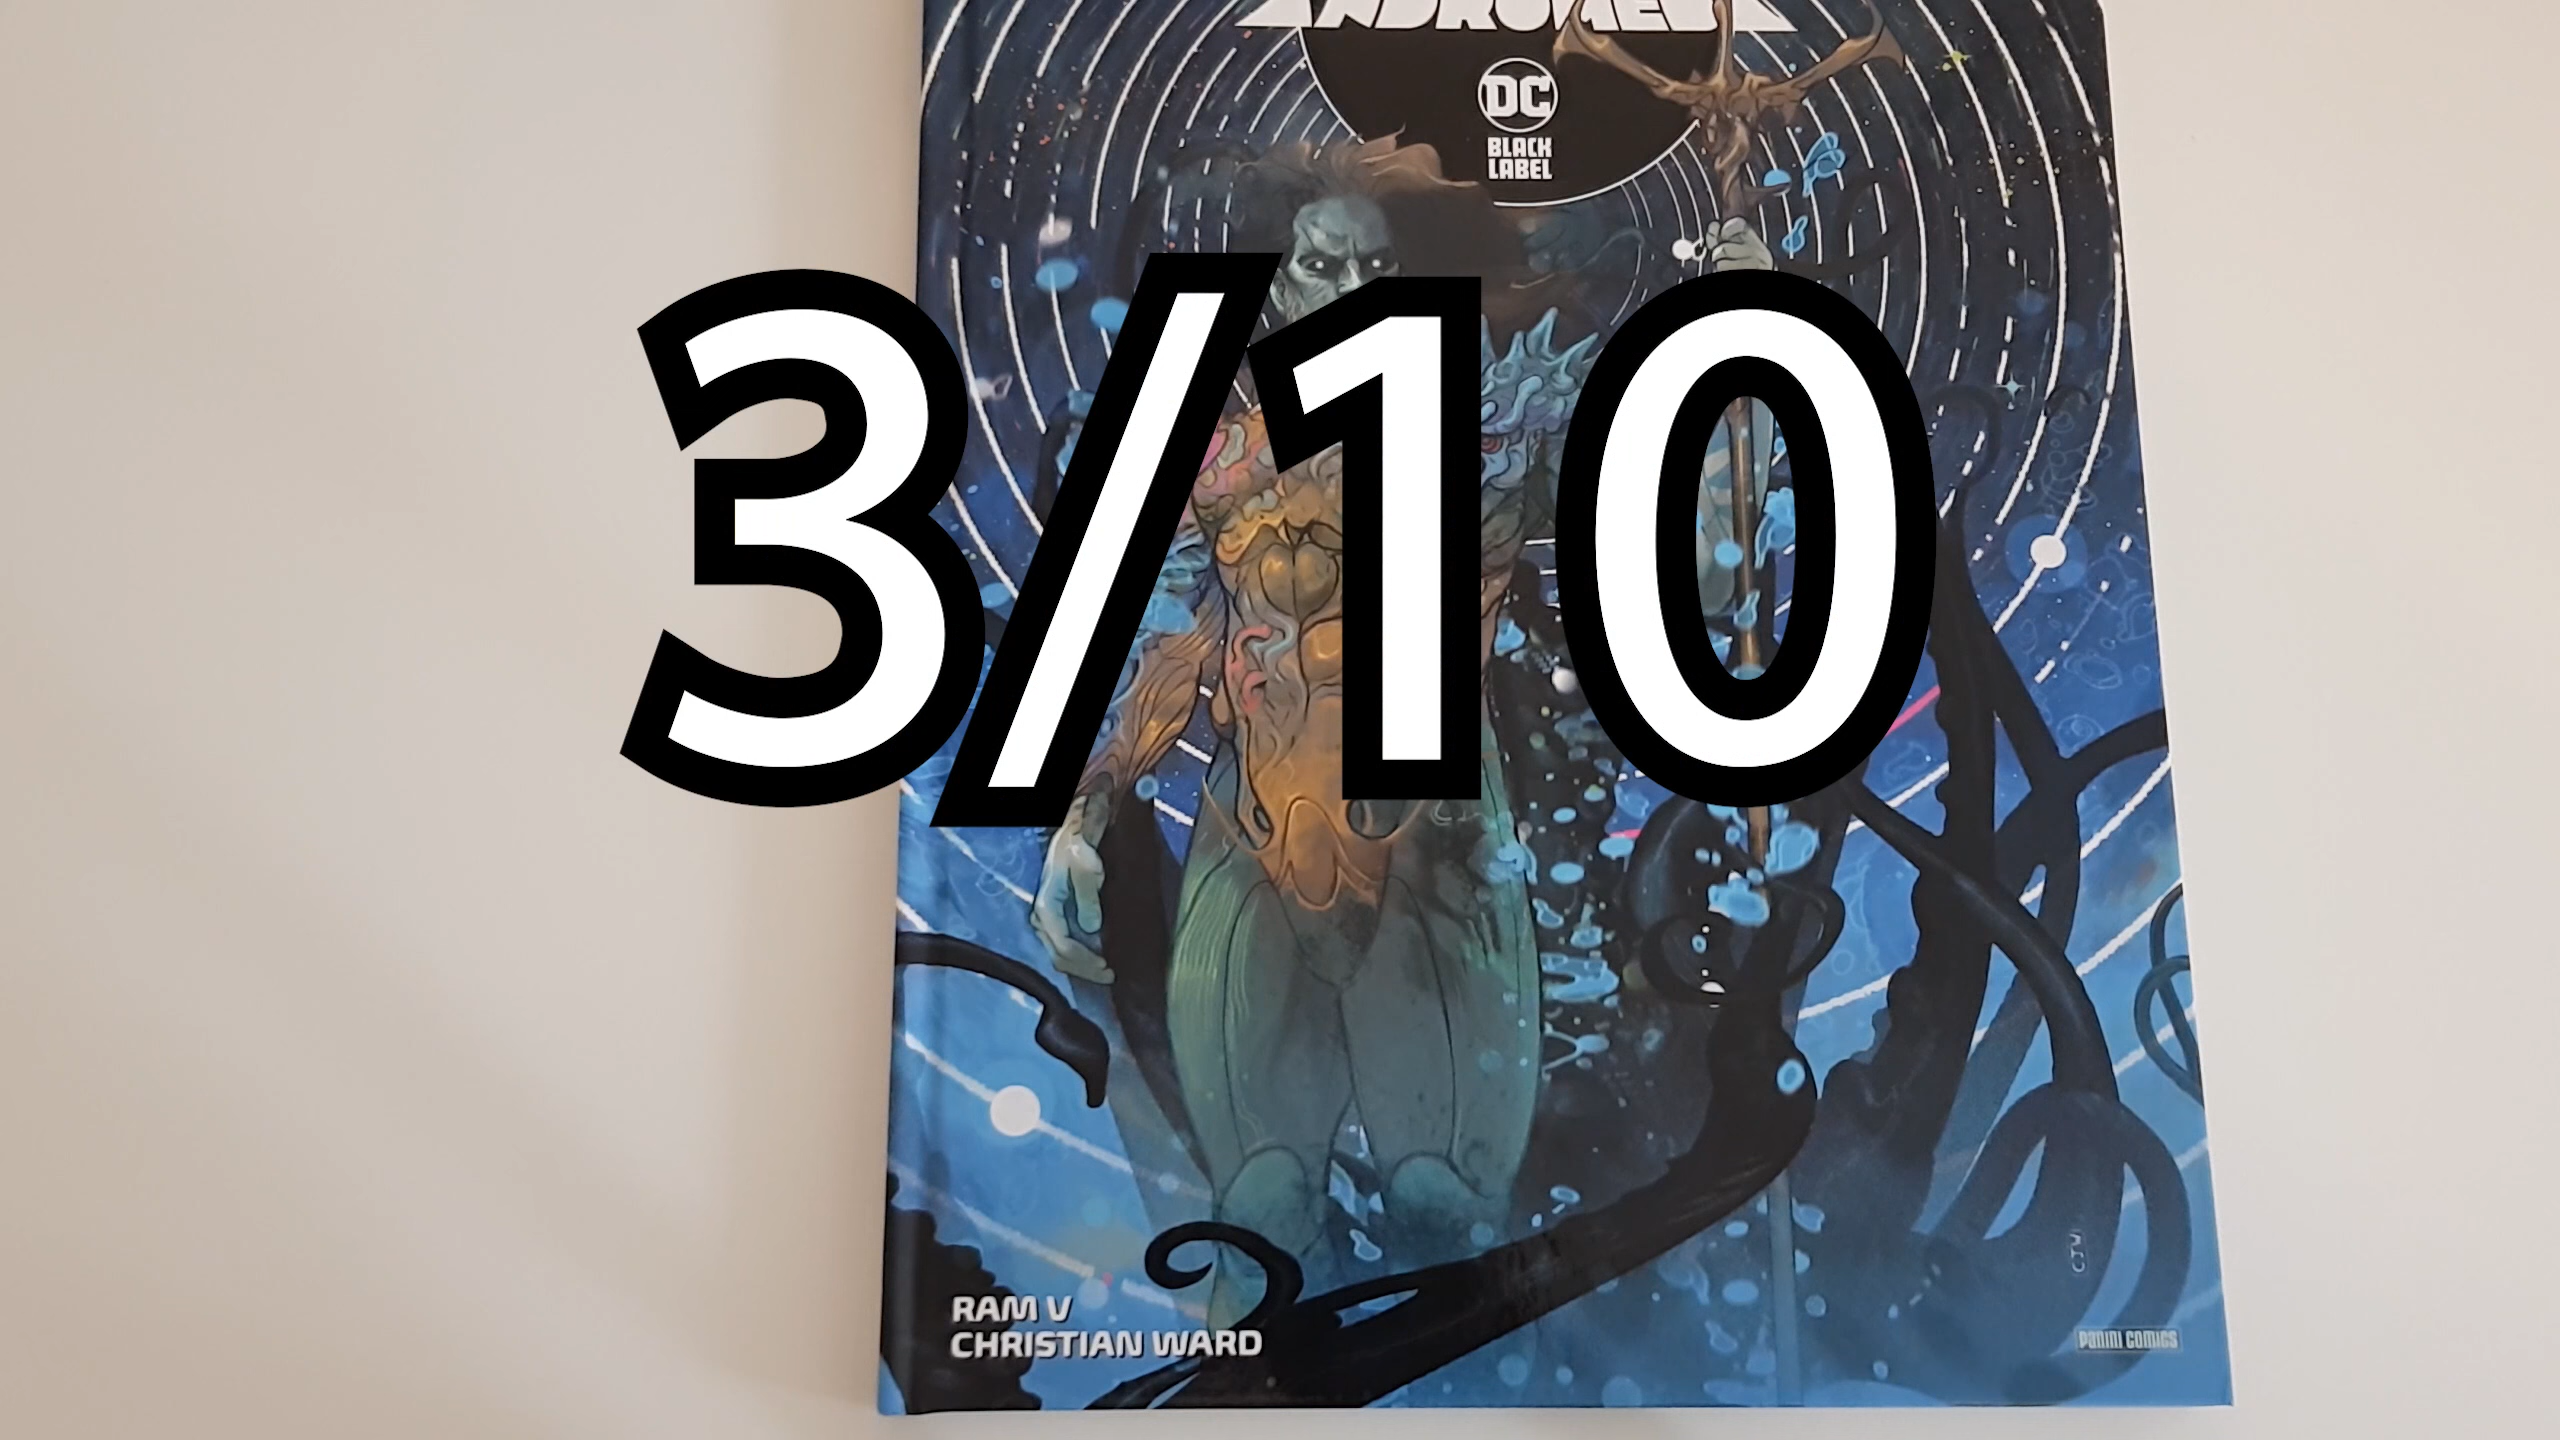 DC
BLACK
LABEL
3/10
RAM V
CHRISTIAN WARD
PANINI COMICS